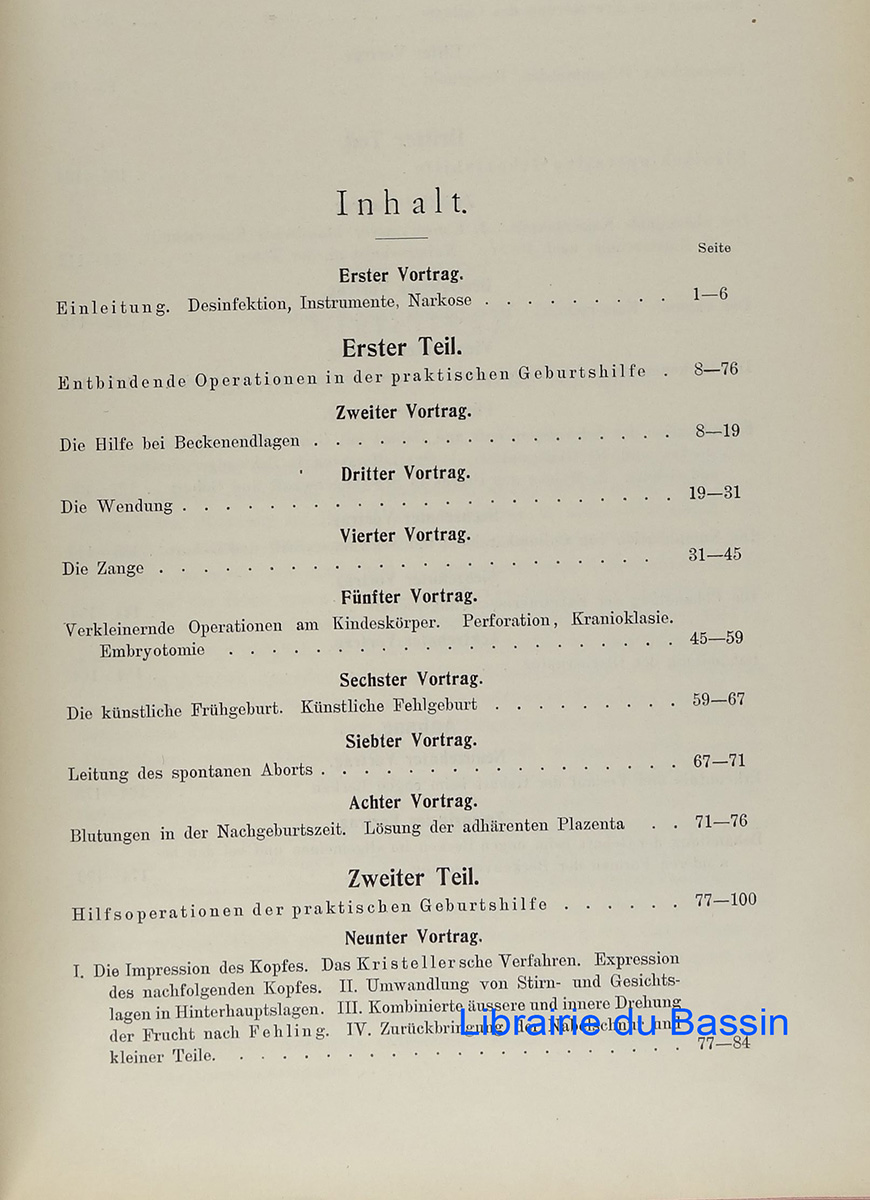 Inhalt.
Seite
Erster Vortrag.
Einleitung. Desinfektion, Instrumente, Narkose . . . . . . . . . 1—6
Erster Teil.
Entbindende Operationen in der praktischen Geburtshilfe . 8—76
Zweiter Vortrag.
Die Hilfe bei Beckenendlagen . . . . . . . . . . . . . . . . . 8—19
Dritter Vortrag.
Die Wendung . . . . . . . . . . . . . . . . . . . . . . . 19—31
Vierter Vortrag.
Die Zange . . . . . . . . . . . . . . . . . . . . . . . 31—45
Fünfter Vortrag.
Verkleinernde Operationen am Kindeskörper. Perforation, Kranioklasie.
Embryotomie . . . . . . . . . . . . . . . . . . . . . 45—59
Sechster Vortrag.
Die künstliche Frühgeburt. Künstliche Fehlgeburt . . . . . . . . . 59—67
Siebter Vortrag.
Leitung des spontanen Aborts . . . . . . . . . . . . . . . . . 67—71
Achter Vortrag.
Blutungen in der Nachgeburtszeit. Lösung der adhärenten Plazenta . . 71—76
Zweiter Teil.
Hilfsoperationen der praktischen Geburtshilfe . . . . . . 77—100
Neunter Vortrag.
I. Die Impression des Kopfes. Das Kristellersche Verfahren. Expression
des nachfolgenden Kopfes. II. Umwandlung von Stirn- und Gesichts-
lagen in Hinterhauptslagen. III. Kombinierte äussere und innere Drehung
der Frucht nach Fehling. IV. Zurückbringung der Nabelschnur und
kleiner Teile. . . . . . . . . . . . . . . . . . . . . . . 77—84
Librairie du Bassin